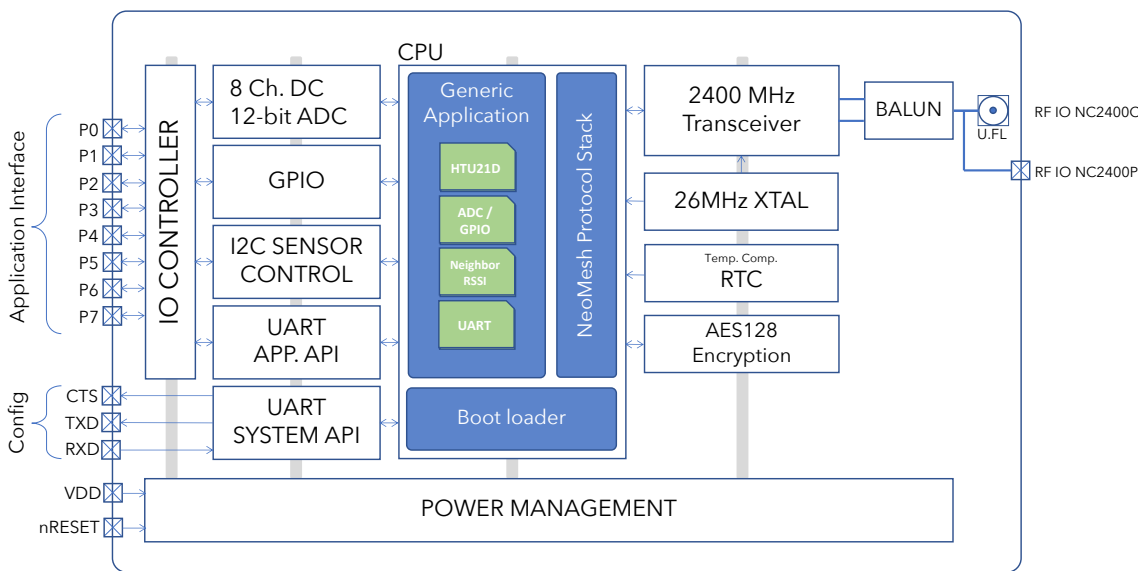 Application Interface
P0
P1
P2
P3
P4
P5
P6
P7
Config
CTS
TXD
RXD
VDD
nRESET
IO CONTROLLER
8 Ch. DC
12-bit ADC
GPIO
I2C SENSOR
CONTROL
UART
APP. API
UART
SYSTEM API
CPU
Generic
Application
HTU21D
ADC /
GPIO
Neighbor
RSSI
UART
NeoMesh Protocol Stack
Boot loader
2400 MHz
Transceiver
26MHz XTAL
Temp. Comp.
RTC
AES128
Encryption
BALUN
U.FL
RF IO NC2400C
RF IO NC2400P
POWER MANAGEMENT